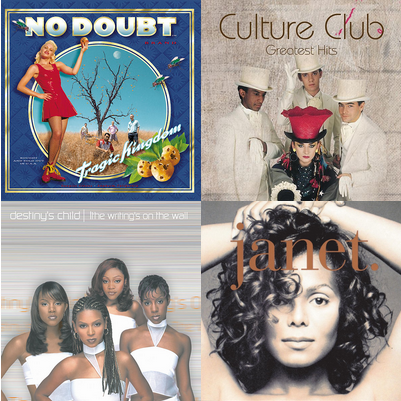 NO DOUBT
Tragic Kingdom
Culture Club
Greatest Hits
destiny's child | the writing's on the wall
janet.